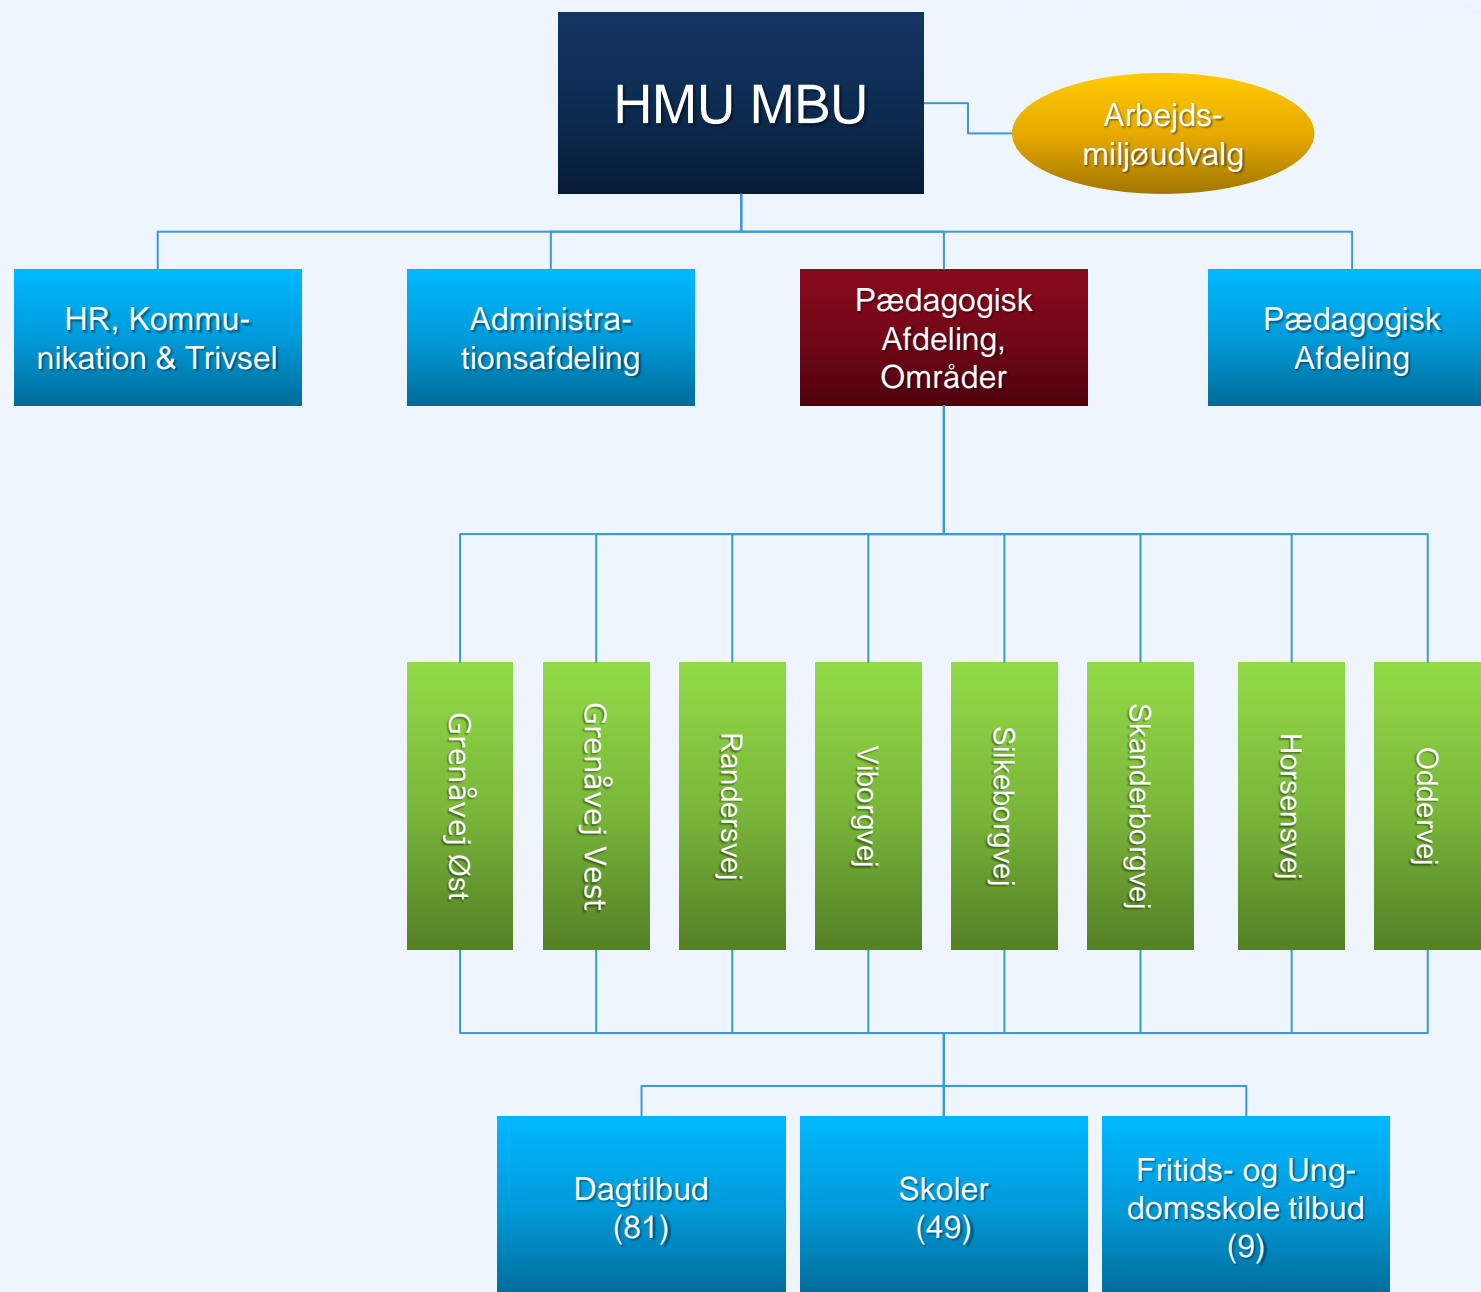 HMU MBU
Arbejds-
miljøudvalg
HR, Kommu-
nikation & Trivsel
Administra-
tionsafdeling
Pædagogisk
Afdeling,
Områder
Pædagogisk
Afdeling
Grenåvej Øst
Grenåvej Vest
Randersvej
Viborgvej
Silkeborgvej
Skanderborgvej
Horsensvej
Oddervej
Dagtilbud
(81)
Skoler
(49)
Fritids- og Ung-
domsskole tilbud
(9)